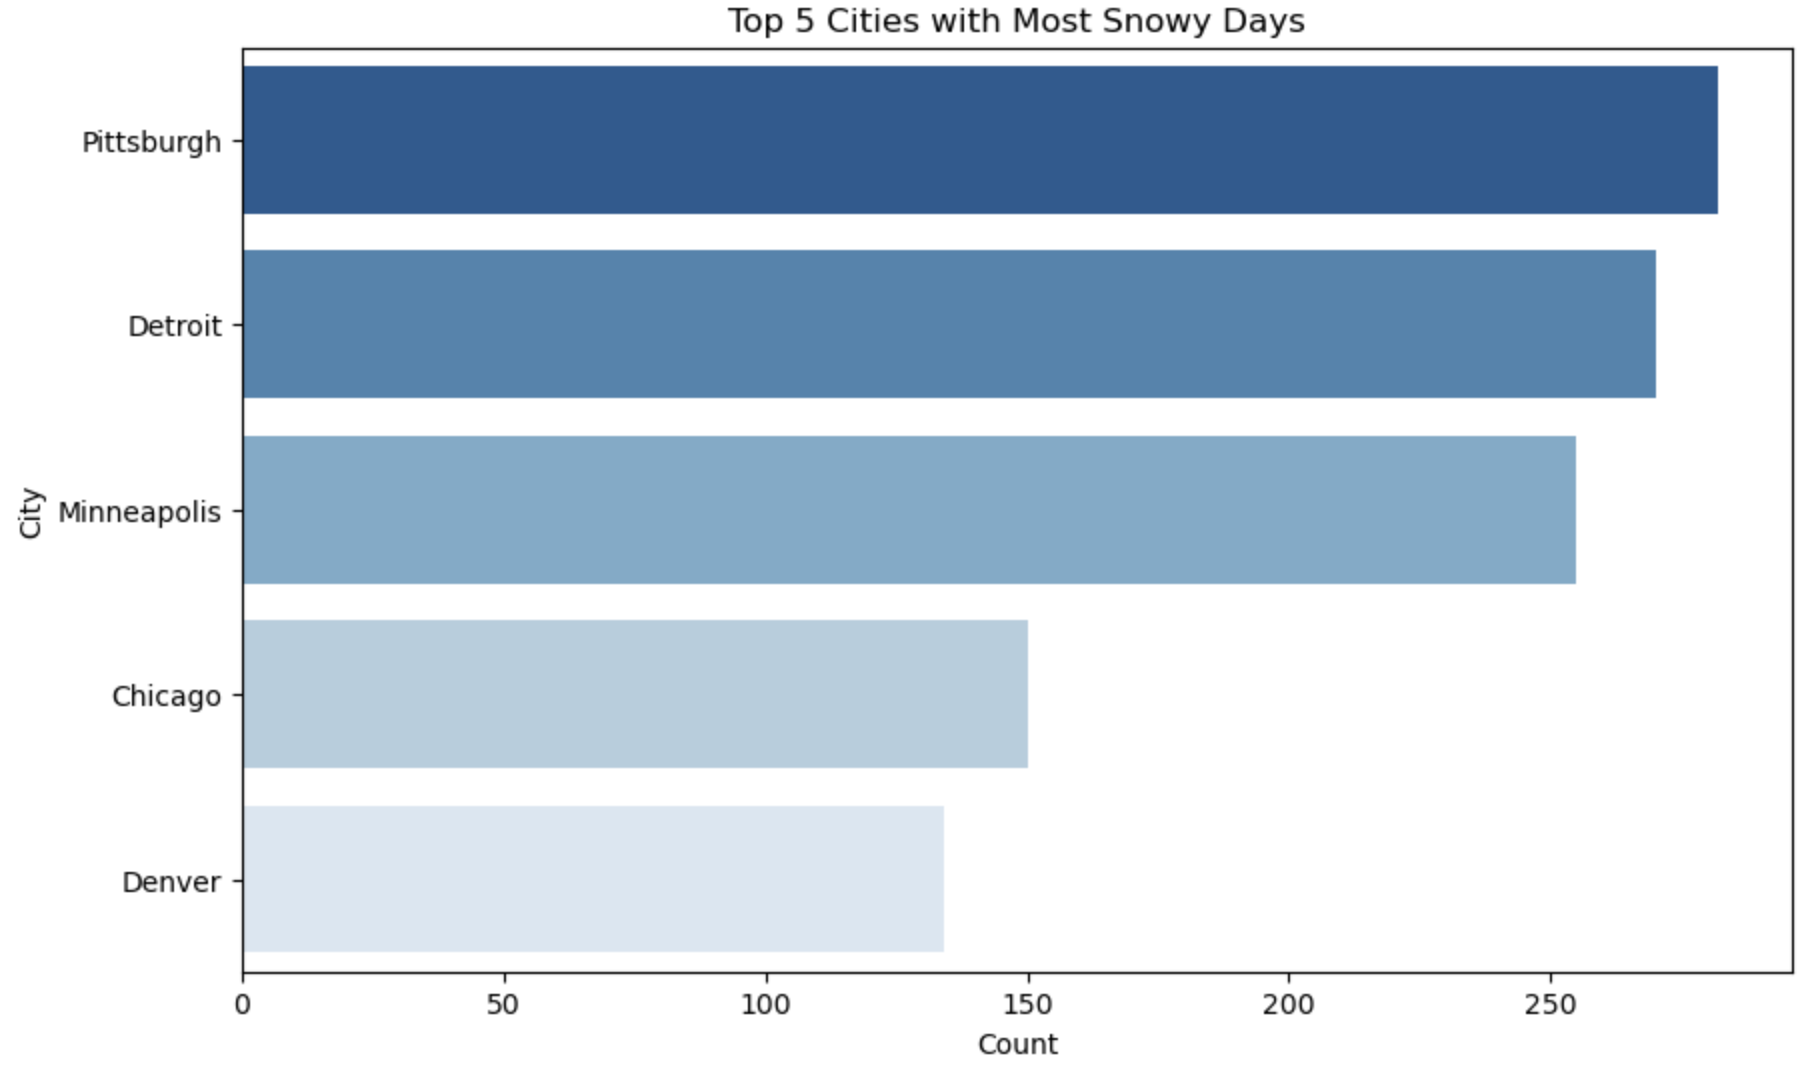 Top 5 Cities with Most Snowy Days
Pittsburgh
Detroit
Minneapolis
Chicago
Denver
City
0 50 100 150 200 250
Count